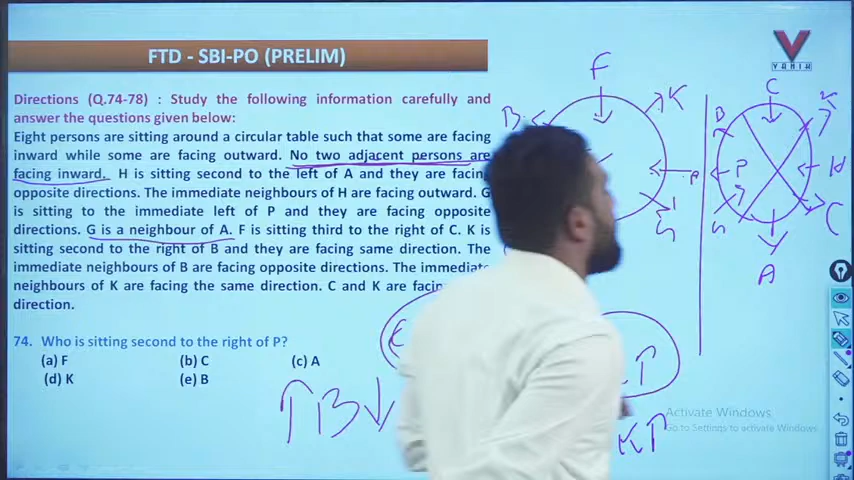 FTD - SBI-PO (PRELIM)
VANIK
Directions (Q.74-78) : Study the following information carefully and
answer the questions given below:
Eight persons are sitting around a circular table such that some are facing
inward while some are facing outward. No two adjacent persons are
facing inward. H is sitting second to the left of A and they are facing
opposite directions. The immediate neighbours of H are facing outward. G
is sitting to the immediate left of P and they are facing opposite
directions. G is a neighbour of A. F is sitting third to the right of C. K is
sitting second to the right of B and they are facing same direction. The
immediate neighbours of B are facing opposite directions. The immediate
neighbours of K are facing the same direction. C and K are facin
direction.
74. Who is sitting second to the right of P?
(a) F (b) C (c) A
(d) K (e) B
F
K
B
C
B
P
H
C
A
↑B↓
K↑
Activate Windows
Go to Settings to activate Windows.